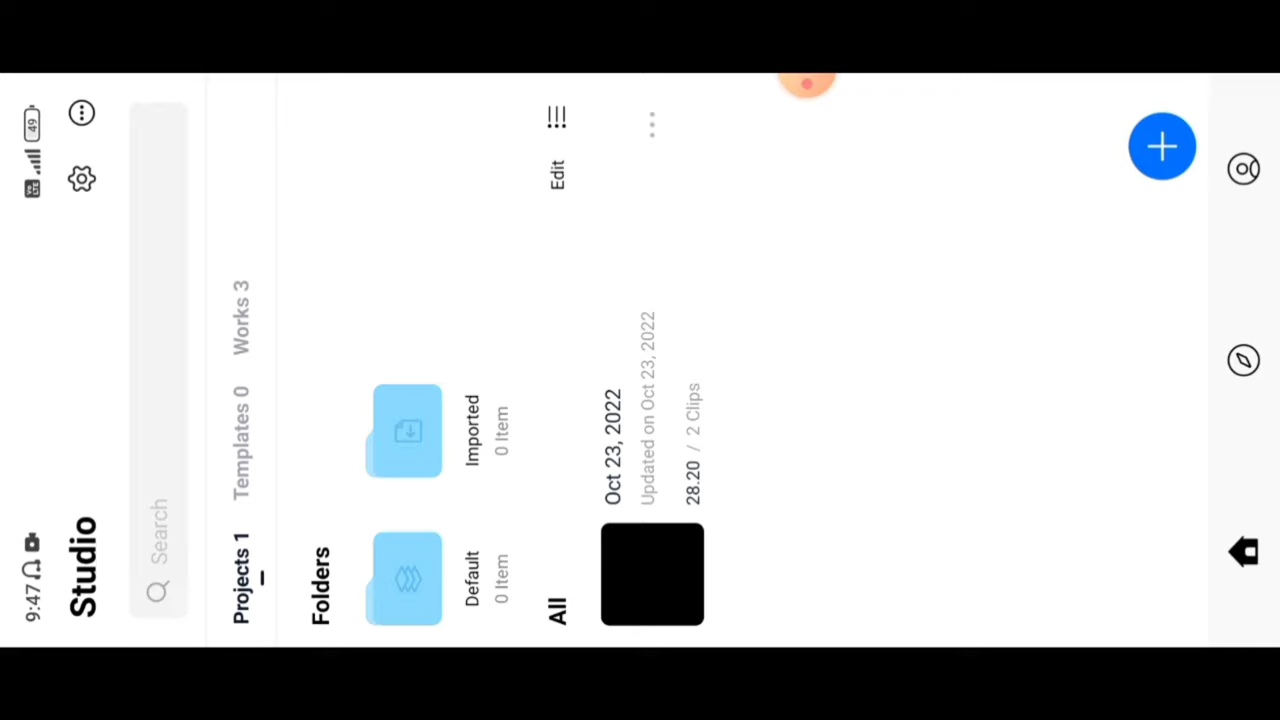 9:47
49
Studio
Search
Projects 1 Templates 0 Works 3
Folders
Default Imported
0 Item 0 Item
All Edit
Oct 23, 2022
Updated on Oct 23, 2022
28.20 / 2 Clips